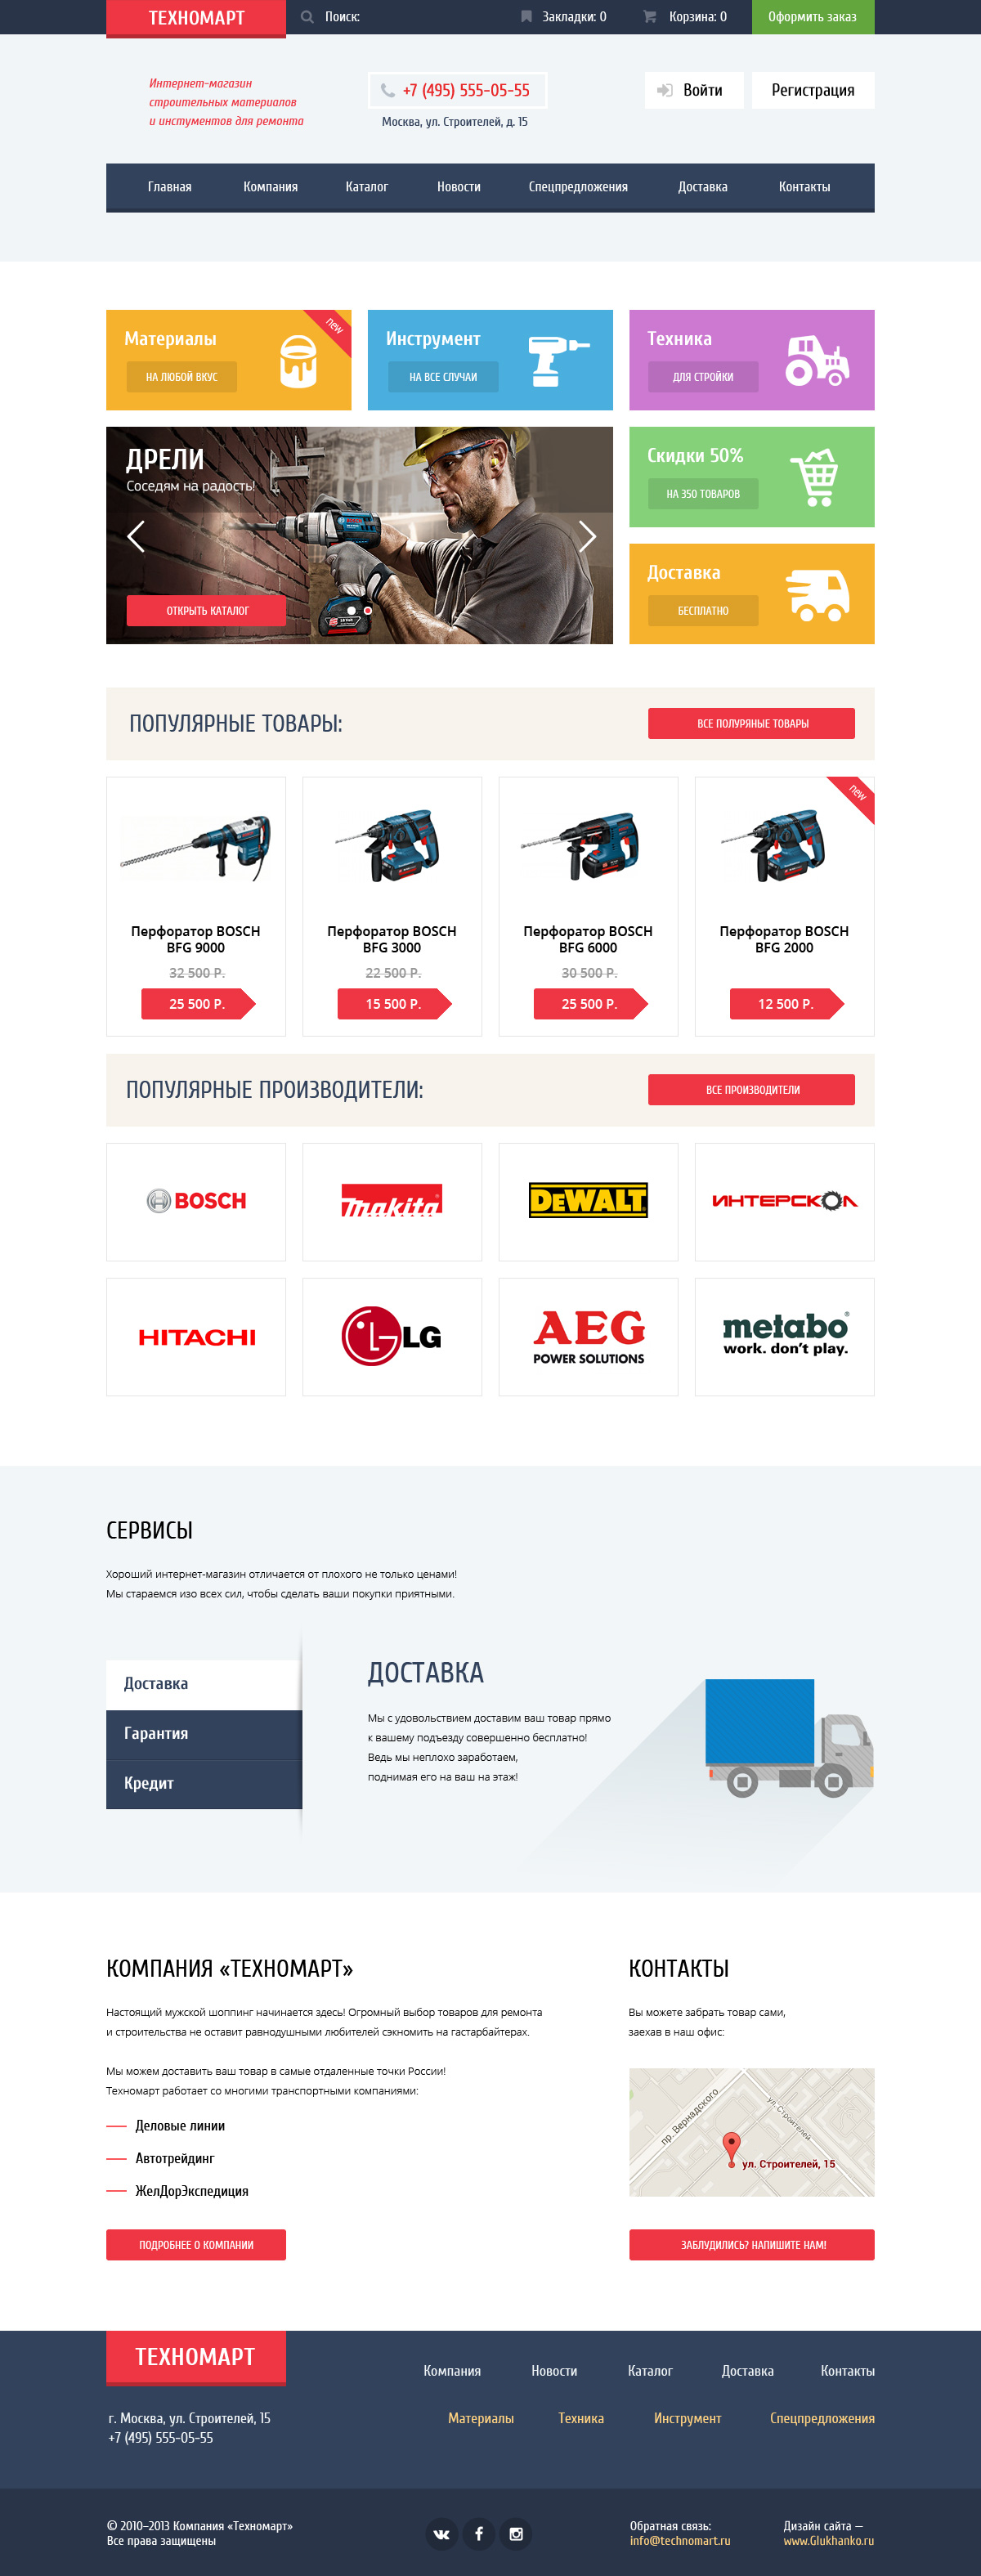 ТЕХНОМАРТ
Поиск:
Закладки: 0
Корзина: 0
Оформить заказ
Интернет-магазин
строительных материалов
и инстументов для ремонта
+7 (495) 555-05-55
Москва, ул. Строителей, д. 15
Войти
Регистрация
Главная
Компания
Каталог
Новости
Спецпредложения
Доставка
Контакты
Материалы
НА ЛЮБОЙ ВКУС
new
Инструмент
НА ВСЕ СЛУЧАИ
Техника
ДЛЯ СТРОЙКИ
ДРЕЛИ
Соседям на радость!
ОТКРЫТЬ КАТАЛОГ
Скидки 50%
НА 350 ТОВАРОВ
Доставка
БЕСПЛАТНО
ПОПУЛЯРНЫЕ ТОВАРЫ:
ВСЕ ПОЛУРЯНЫЕ ТОВАРЫ
Перфоратор BOSCH
BFG 9000
32 500 Р.
25 500 Р.
Перфоратор BOSCH
BFG 3000
22 500 Р.
15 500 Р.
Перфоратор BOSCH
BFG 6000
30 500 Р.
25 500 Р.
new
Перфоратор BOSCH
BFG 2000
12 500 Р.
ПОПУЛЯРНЫЕ ПРОИЗВОДИТЕЛИ:
ВСЕ ПРОИЗВОДИТЕЛИ
BOSCH
makita
DEWALT
ИНТЕРСКОЛ
HITACHI
LG
AEG
POWER SOLUTIONS
metabo®
work. don't play.
СЕРВИСЫ
Хороший интернет-магазин отличается от плохого не только ценами!
Мы стараемся изо всех сил, чтобы сделать ваши покупки приятными.
Доставка
Гарантия
Кредит
ДОСТАВКА
Мы с удовольствием доставим ваш товар прямо
к вашему подъезду совершенно бесплатно!
Ведь мы неплохо заработаем,
поднимая его на ваш на этаж!
КОМПАНИЯ «ТЕХНОМАРТ»
Настоящий мужской шоппинг начинается здесь! Огромный выбор товаров для ремонта
и строительства не оставит равнодушными любителей сэкномить на гастарбайтерах.
Мы можем доставить ваш товар в самые отдаленные точки России!
Техномарт работает со многими транспортными компаниями:
Деловые линии
Автотрейдинг
ЖелДорЭкспедиция
ПОДРОБНЕЕ О КОМПАНИИ
КОНТАКТЫ
Вы можете забрать товар сами,
заехав в наш офис:
пр. Вернадского
ул. Строителей
ул. Строителей, 15
ЗАБЛУДИЛИСЬ? НАПИШИТЕ НАМ!
ТЕХНОМАРТ
г. Москва, ул. Строителей, 15
+7 (495) 555-05-55
Компания
Новости
Каталог
Доставка
Контакты
Материалы
Техника
Инструмент
Спецпредложения
© 2010–2013 Компания «Техномарт»
Все права защищены
Обратная связь:
info@technomart.ru
Дизайн сайта —
www.Glukhanko.ru